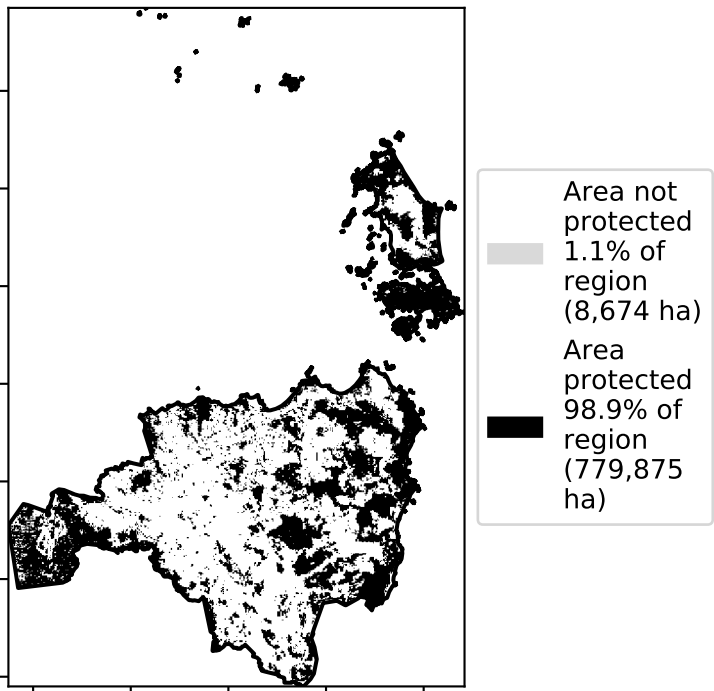 Area not
protected
1.1% of
region
(8,674 ha)
Area
protected
98.9% of
region
(779,875
ha)